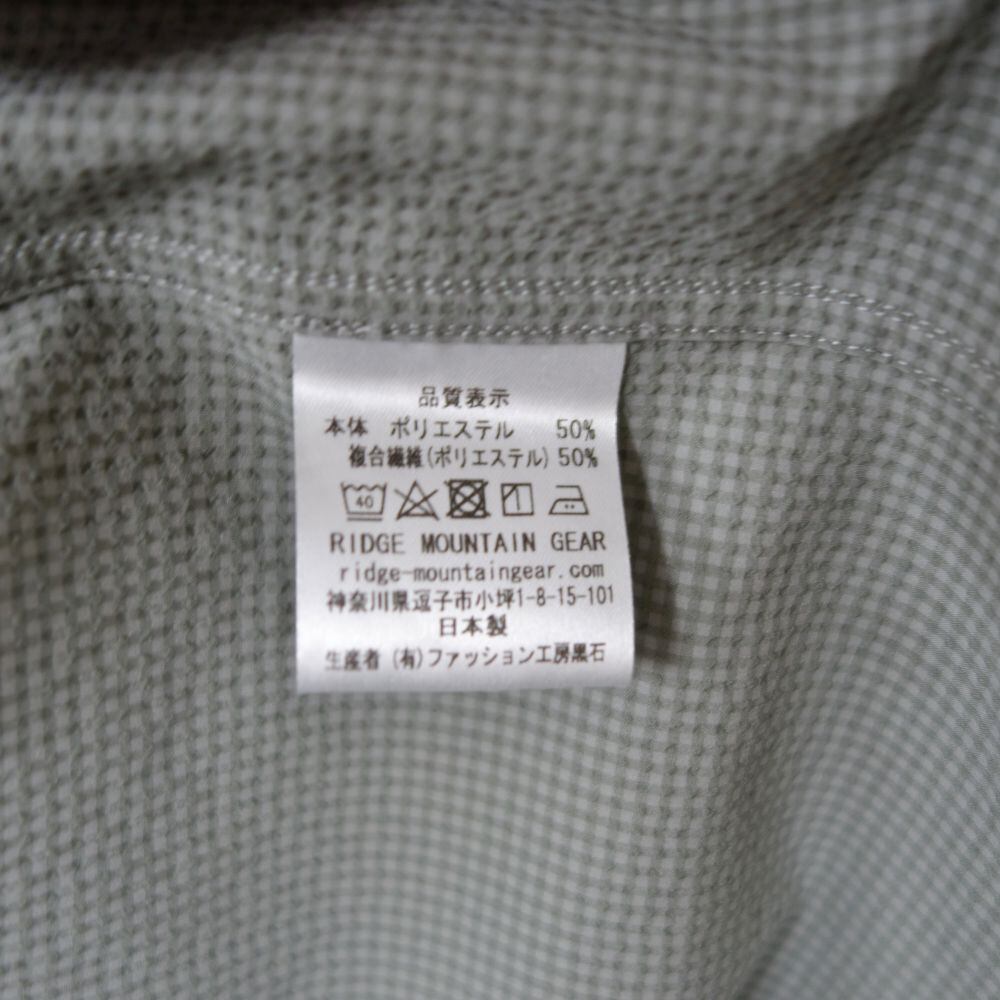 品質表示
本体 ポリエステル 50%
複合繊維(ポリエステル) 50%
40
RIDGE MOUNTAIN GEAR
ridge-mountaingear.com
神奈川県逗子市小坪1-8-15-101
日本製
生産者 (有)ファッション工房黒石